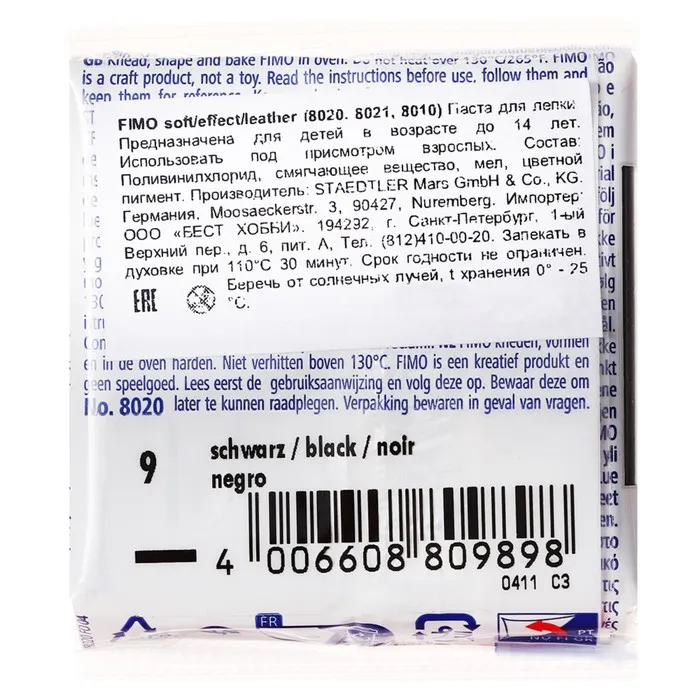 GB Knead, shape and bake FIMO in oven. Do not heat over 130°C/265°F. FIMO
is a craft product, not a toy. Read the instructions before use, follow them and
keep them for reference.
FIMO soft/effect/leather (8020. 8021, 8010) Паста для лепки
Предназначена для детей в возрасте до 14 лет.
Использовать под присмотром взрослых. Состав:
Поливинилхлорид, смягчающее вещество, мел, цветной
пигмент. Производитель: STAEDTLER Mars GmbH & Co., KG.
Германия, Moosaeckerstr. 3, 90427, Nuremberg. Импортер:
ООО «БЕСТ ХОББИ». 194292, г. Санкт-Петербург, 1-ый
Верхний пер., д. 6, лит. А, Тел. (812)410-00-20. Запекать в
духовке при 110°C 30 минут. Срок годности не ограничен.
Беречь от солнечных лучей, t хранения 0° - 25
°C.
EAC
0-3
NL FIMO kneden, vormen
en in de oven harden. Niet verhitten boven 130°C. FIMO is een kreatief produkt en
geen speelgoed. Lees eerst de gebruiksaanwijzing en volg deze op. Bewaar deze om
No. 8020 later te kunnen raadplegen. Verpakking bewaren in geval van vragen.
9
schwarz / black / noir
negro
4 006608 809898
0411 C3
FR
PT